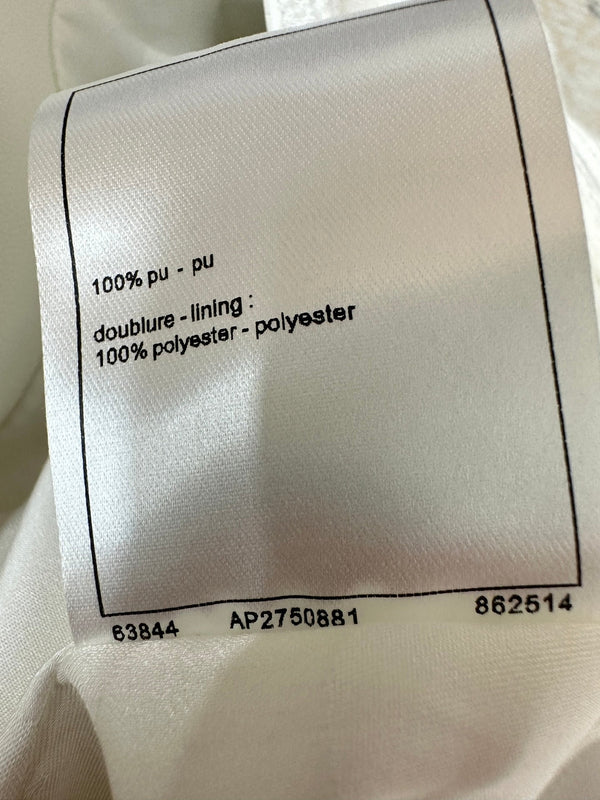 100% pu - pu
doublure - lining :
100% polyester - polyester
63844 AP2750881 862514